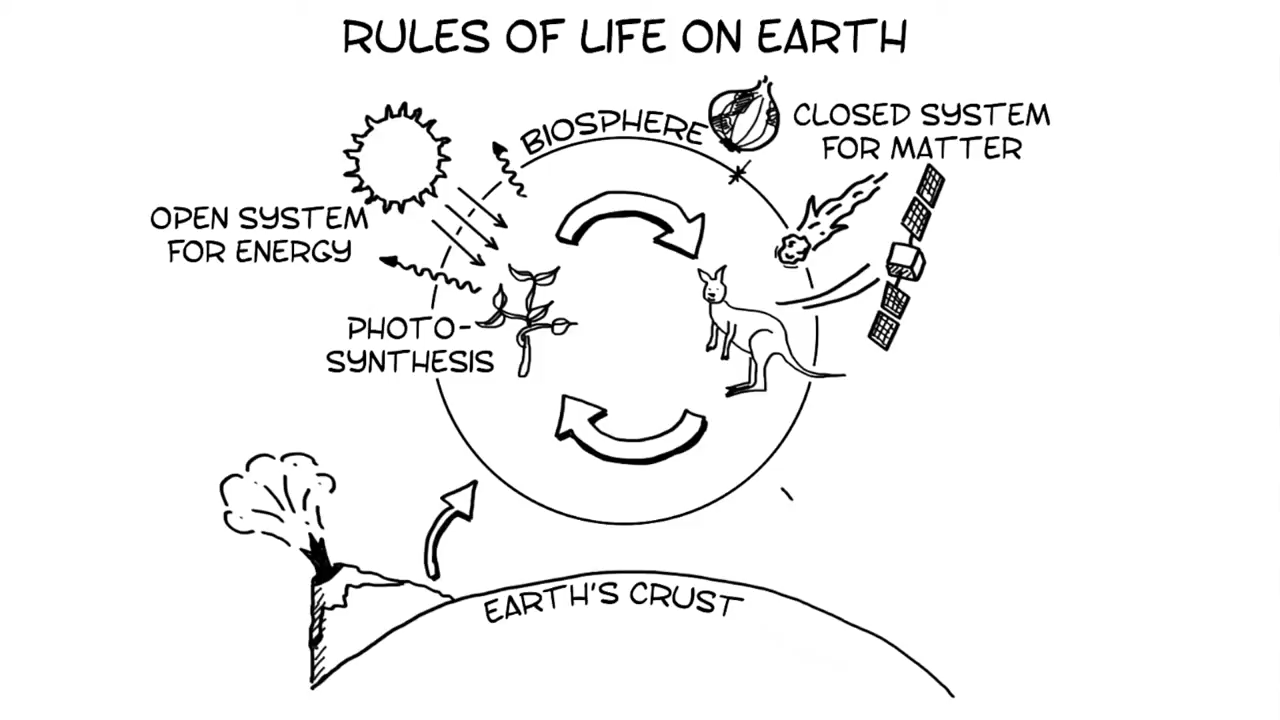 RULES OF LIFE ON EARTH
BIOSPHERE
CLOSED SYSTEM
FOR MATTER
OPEN SYSTEM
FOR ENERGY
PHOTO-
SYNTHESIS
EARTH'S CRUST